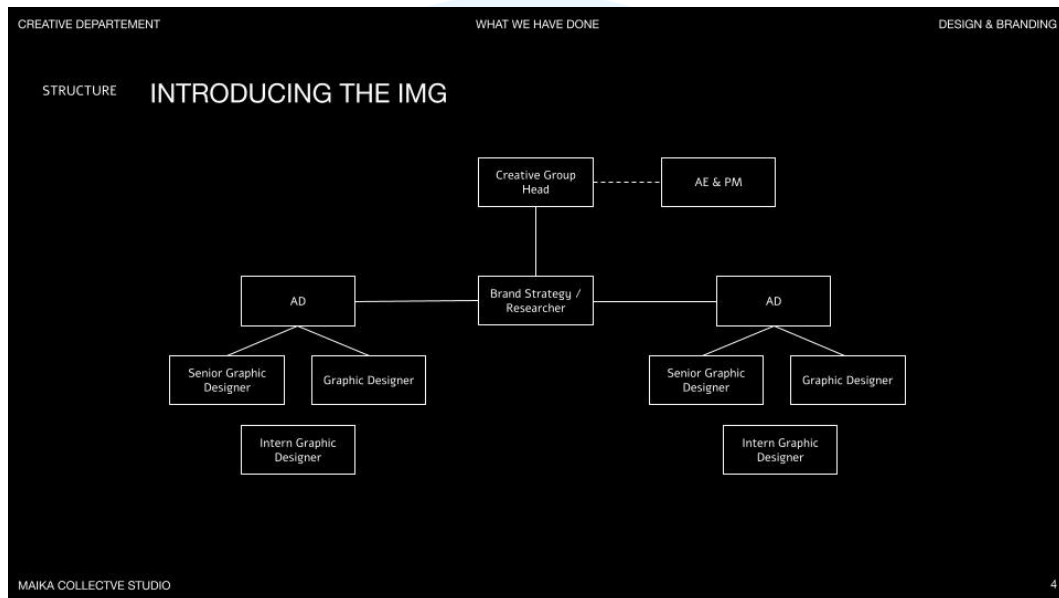 CREATIVE DEPARTEMENT
WHAT WE HAVE DONE
DESIGN & BRANDING
STRUCTURE
INTRODUCING THE IMG
Creative Group
Head
AE & PM
AD
Brand Strategy /
Researcher
AD
Senior Graphic
Designer
Graphic Designer
Senior Graphic
Designer
Graphic Designer
Intern Graphic
Designer
Intern Graphic
Designer
MAIKA COLLECTVE STUDIO
4